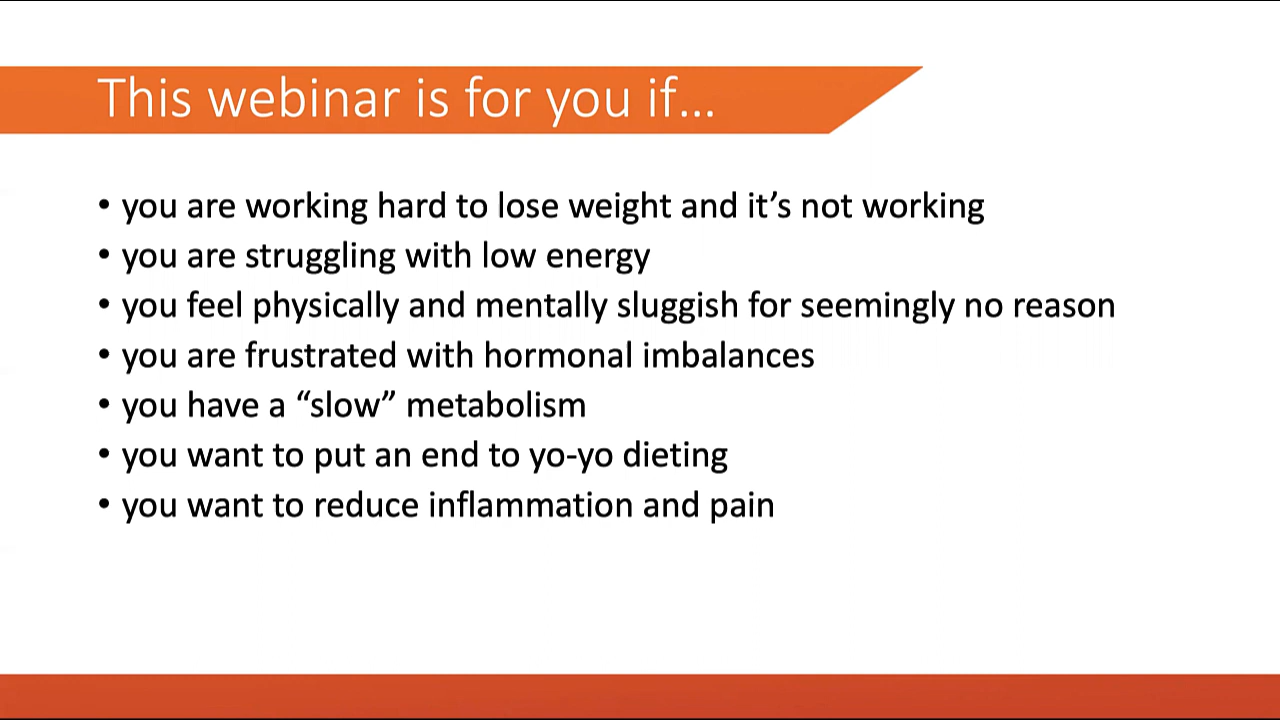 This webinar is for you if...
• you are working hard to lose weight and it’s not working
• you are struggling with low energy
• you feel physically and mentally sluggish for seemingly no reason
• you are frustrated with hormonal imbalances
• you have a “slow” metabolism
• you want to put an end to yo-yo dieting
• you want to reduce inflammation and pain